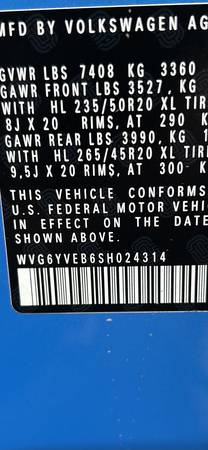 MFD BY VOLKSWAGEN AG
GVWR LBS 7408 KG 3360
GAWR FRONT LBS 3527, KG
WITH HL 235/50R20 XL TIR
8J X 20 RIMS, AT 290 K
GAWR REAR LBS 3990, KG 1
WITH HL 265/45R20 XL TIR
9,5J X 20 RIMS, AT 300 K
THIS VEHICLE CONFORMS
U.S. FEDERAL MOTOR VEHI
IN EFFECT ON THE DATE
WVG6YVEB6SH024314